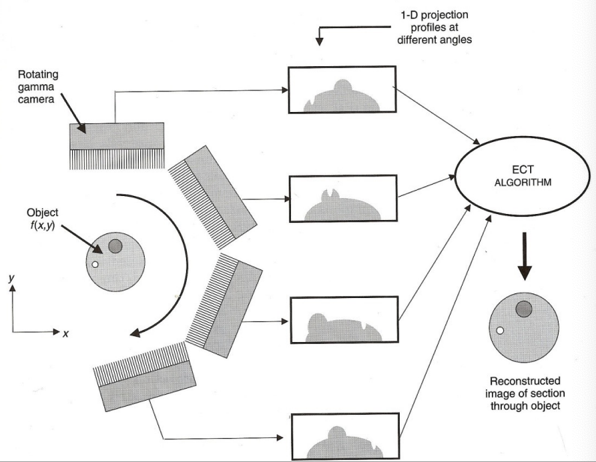 1-D projection
profiles at
different angles
Rotating
gamma
camera
ECT
ALGORITHM
Object
f(x,y)
y
x
Reconstructed
image of section
through object